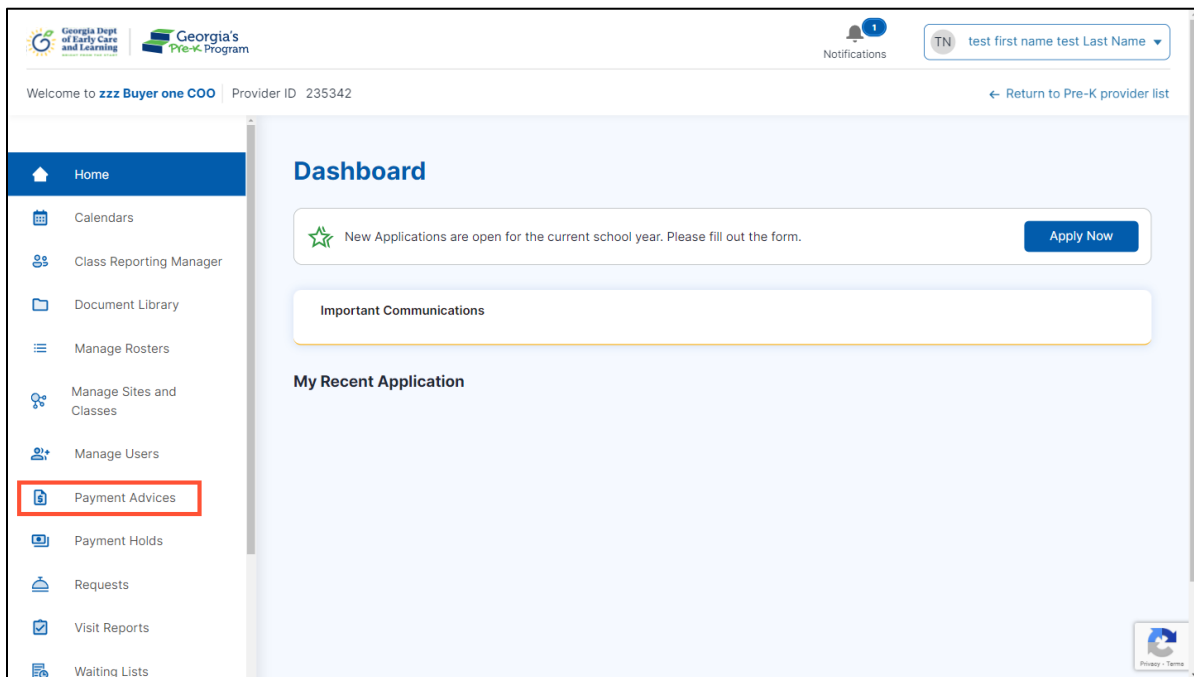 Georgia Dept
of Early Care
and Learning
Georgia's
Pre-K Program
1
Notifications
TN test first name test Last Name
Welcome to zzz Buyer one COO Provider ID 235342
← Return to Pre-K provider list
Home
Calendars
Class Reporting Manager
Document Library
Manage Rosters
Manage Sites and
Classes
Manage Users
Payment Advices
Payment Holds
Requests
Visit Reports
Waiting Lists
Dashboard
New Applications are open for the current school year. Please fill out the form.
Apply Now
Important Communications
My Recent Application
Privacy - Terms